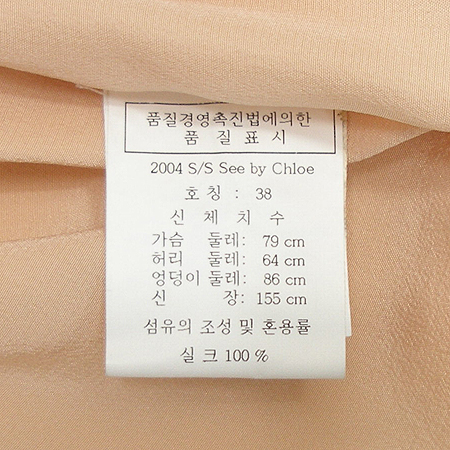 품질경영촉진법에의한
품 질 표 시
2004 S/S See by Chloe
호 칭 : 38
신 체 치 수
가슴 둘레: 79 cm
허리 둘레: 64 cm
엉덩이 둘레: 86 cm
신 장: 155 cm
섬유의 조성 및 혼용률
실 크 100 %